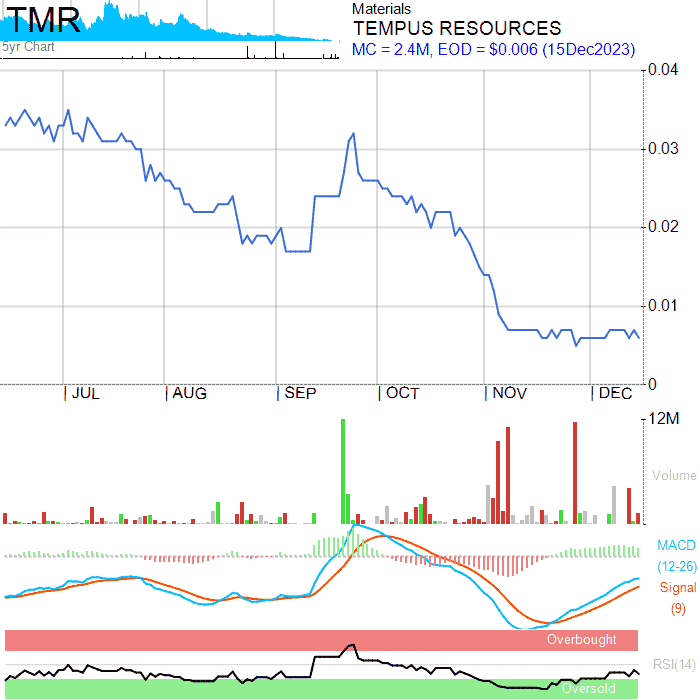 TMR
5yr Chart
Materials
TEMPUS RESOURCES
MC = 2.4M, EOD = $0.006 (15Dec2023)
0.04
0.03
0.02
0.01
0
JUL AUG SEP OCT NOV DEC
12M
Volume
MACD
(12-26)
Signal
(9)
Overbought
RSI(14)
Oversold